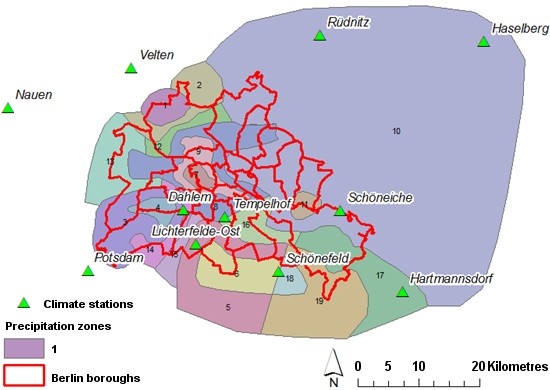 Rüdnitz
Haselberg
Velten
Nauen
2
1
10
12
9
13
Dahlem
Tempelhof
Schöneiche
11
3
4
8
16
Lichterfelde-Ost
Potsdam
14
15
6
Schönefeld
18
17
Hartmannsdorf
5
19
Climate stations
Precipitation zones
1
Berlin boroughs
N
0 5 10 20 Kilometres